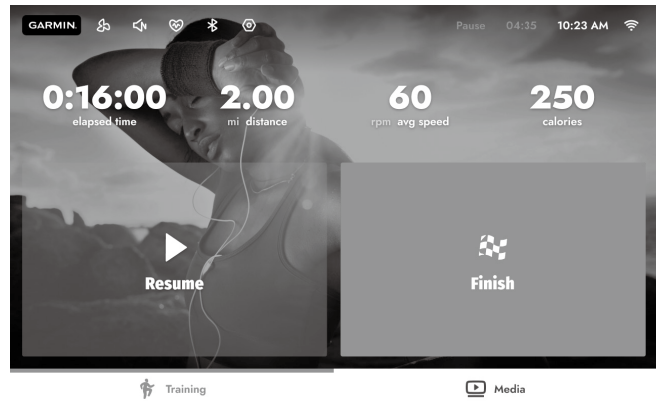 GARMIN.
Pause 04:35 10:23 AM
0:16:00 2.00 60 250
elapsed time mi distance rpm avg speed calories
Resume Finish
Training Media